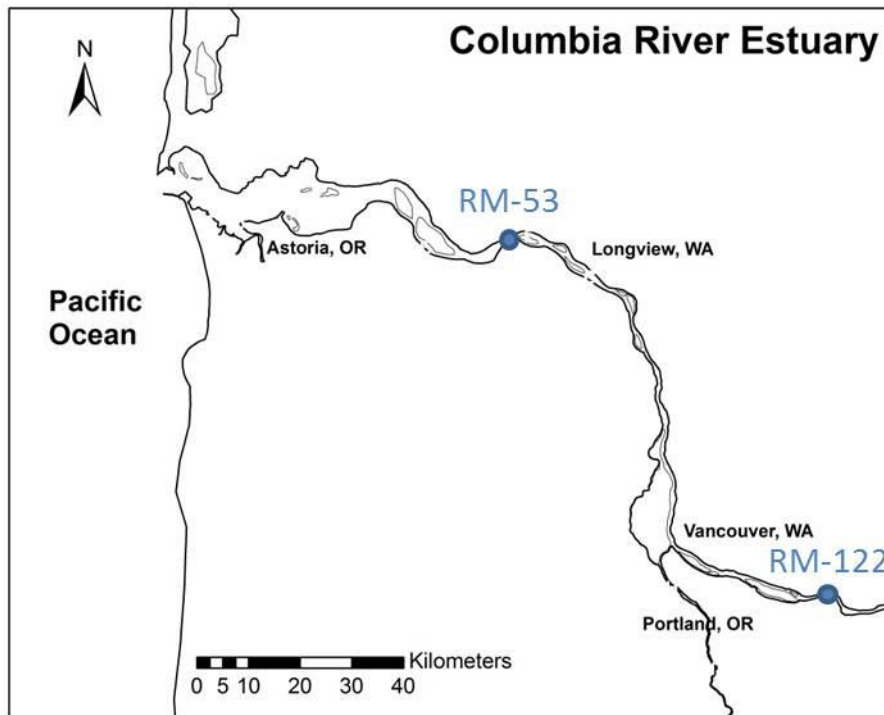 Columbia River Estuary
N
RM-53
Longview, WA
Astoria, OR
Pacific
Ocean
Vancouver, WA
RM-122
Portland, OR
Kilometers
0 5 10 20 30 40